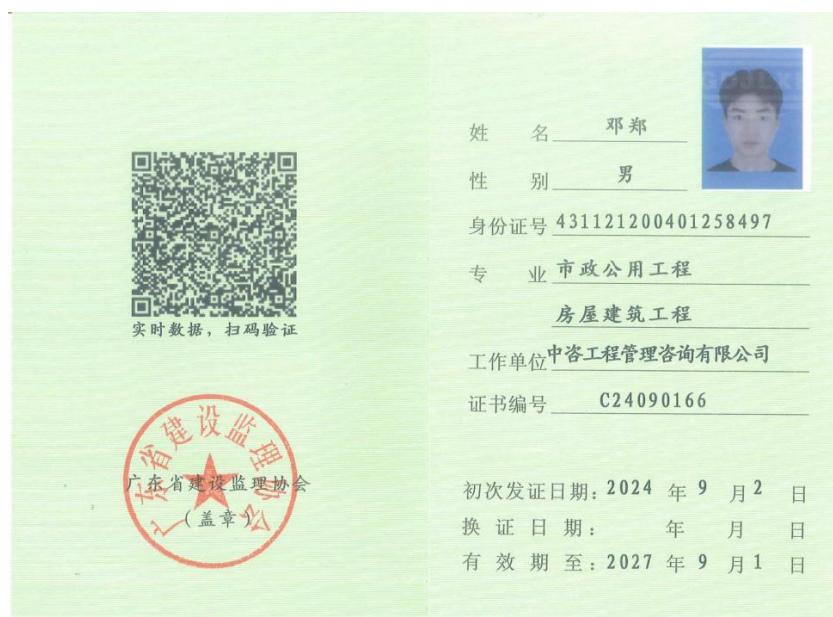 实时数据，扫码验证
广东省建设监理协会
广东省建设监理协会
（盖章）
姓名 邓郑
性别 男
身份证号 431121200401258497
专业 市政公用工程
房屋建筑工程
工作单位 中咨工程管理咨询有限公司
证书编号 C24090166
初次发证日期：2024 年 9 月 2 日
换证日期： 年 月 日
有效期至：2027 年 9 月 1 日